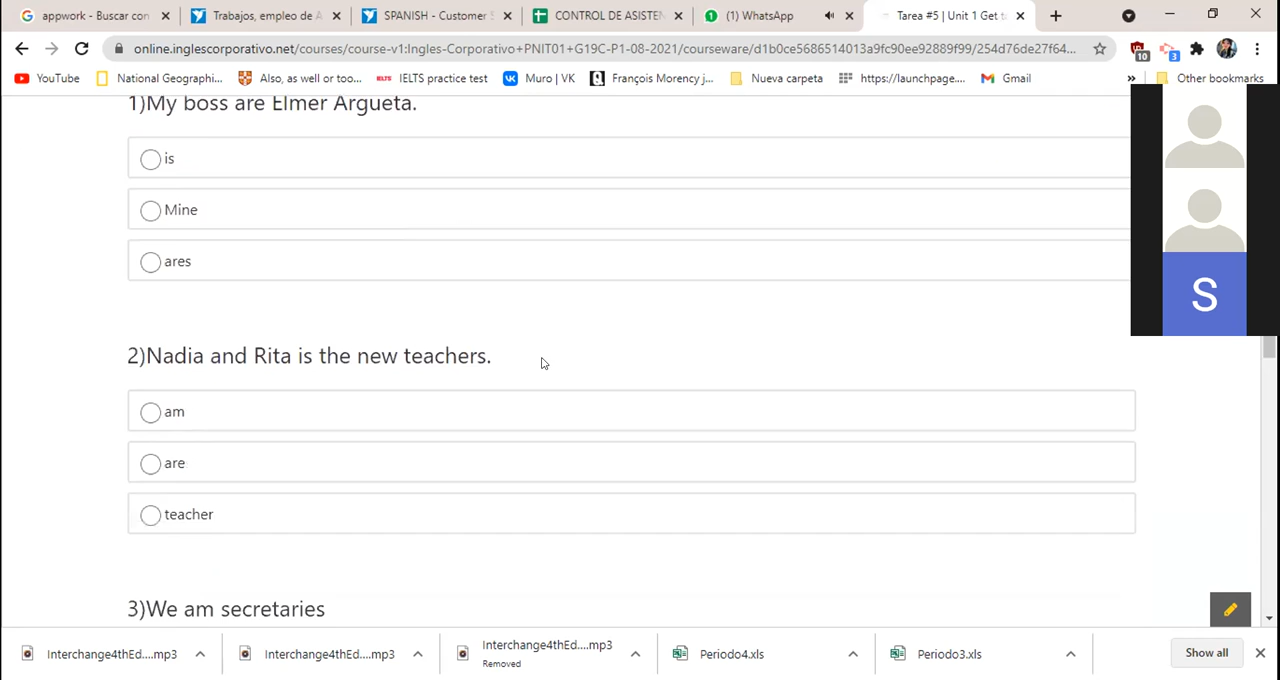 appwork - Buscar con
Trabajos, empleo de A
SPANISH - Customer S
CONTROL DE ASISTEN
(1) WhatsApp
Tarea #5 | Unit 1 Get t
online.inglescorporativo.net/courses/course-v1:Ingles-Corporativo+PNIT01+G19C-P1-08-2021/courseware/d1b0ce5686514013a9fc90ee92889f99/254d76de27f64...
10
3
YouTube
National Geographi...
Also, as well or too...
IELTS IELTS practice test
Muro | VK
François Morency j...
Nueva carpeta
https://launchpage....
Gmail
»
Other bookmarks
1)My boss are Elmer Argueta.
is
Mine
ares
S
2)Nadia and Rita is the new teachers.
am
are
teacher
3)We am secretaries
Interchange4thEd....mp3
Interchange4thEd....mp3
Interchange4thEd....mp3
Removed
Periodo4.xls
Periodo3.xls
Show all